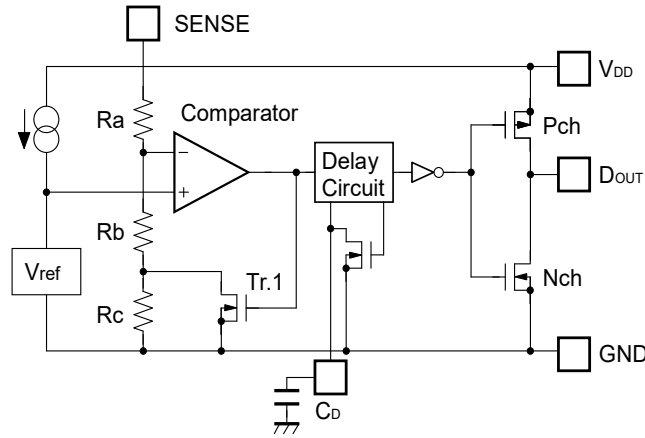 SENSE
VDD
Ra
Comparator
Pch
−
+
Delay
Circuit
DOUT
Rb
Vref
Tr.1
Nch
Rc
GND
CD